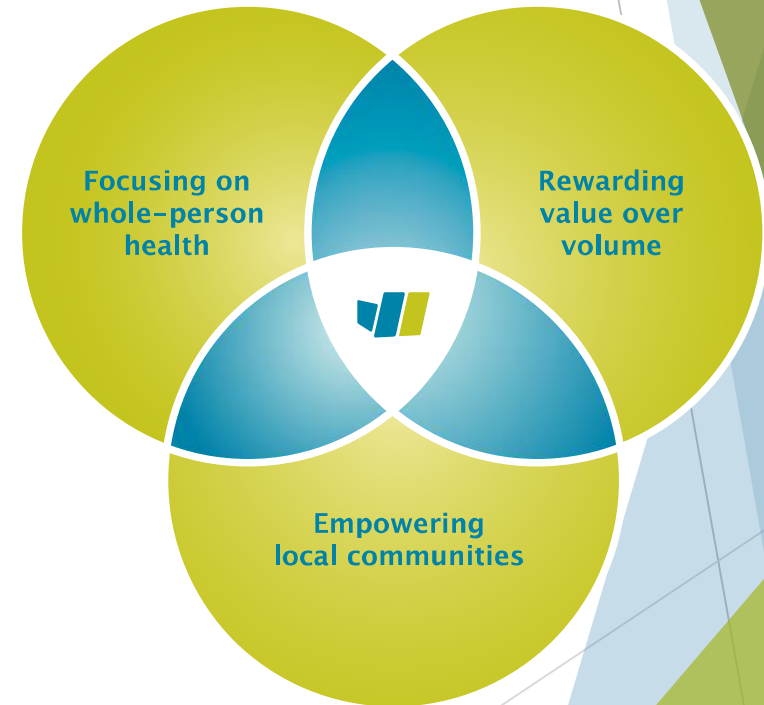 Focusing on
whole-person
health
Rewarding
value over
volume
Empowering
local communities